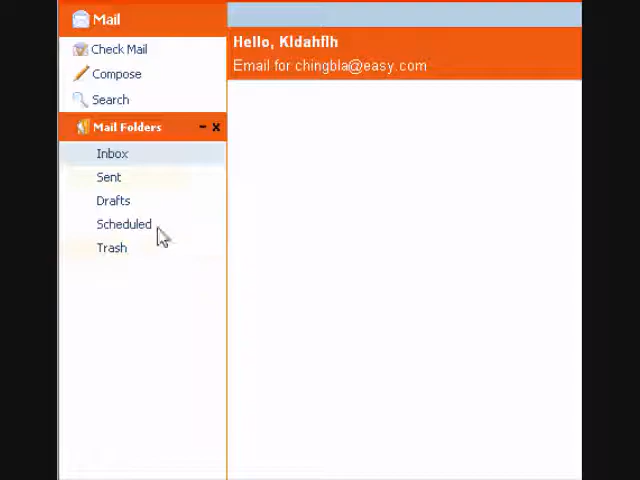 Mail
Check Mail
Compose
Search
Mail Folders
Inbox
Sent
Drafts
Scheduled
Trash
Hello, Kldahflh
Email for chingbla@easy.com